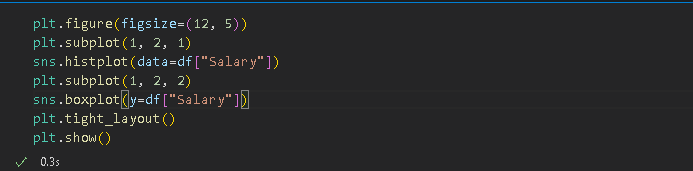 plt.figure(figsize=(12, 5))
plt.subplot(1, 2, 1)
sns.histplot(data=df["Salary"])
plt.subplot(1, 2, 2)
sns.boxplot(y=df["Salary"])
plt.tight_layout()
plt.show()
✓ 0.3s